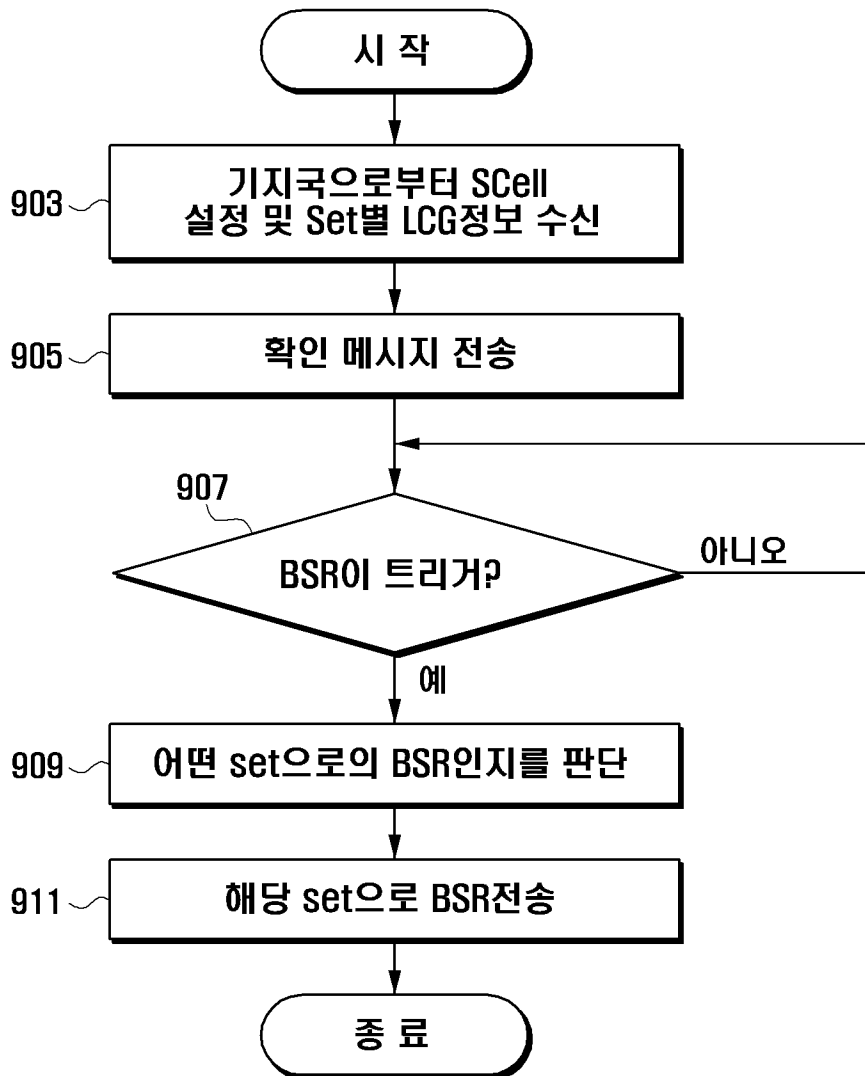 시 작
903
기지국으로부터 SCell
설정 및 Set별 LCG정보 수신
905
확인 메시지 전송
907
BSR이 트리거?
아니오
예
909
어떤 set으로의 BSR인지를 판단
911
해당 set으로 BSR전송
종 료